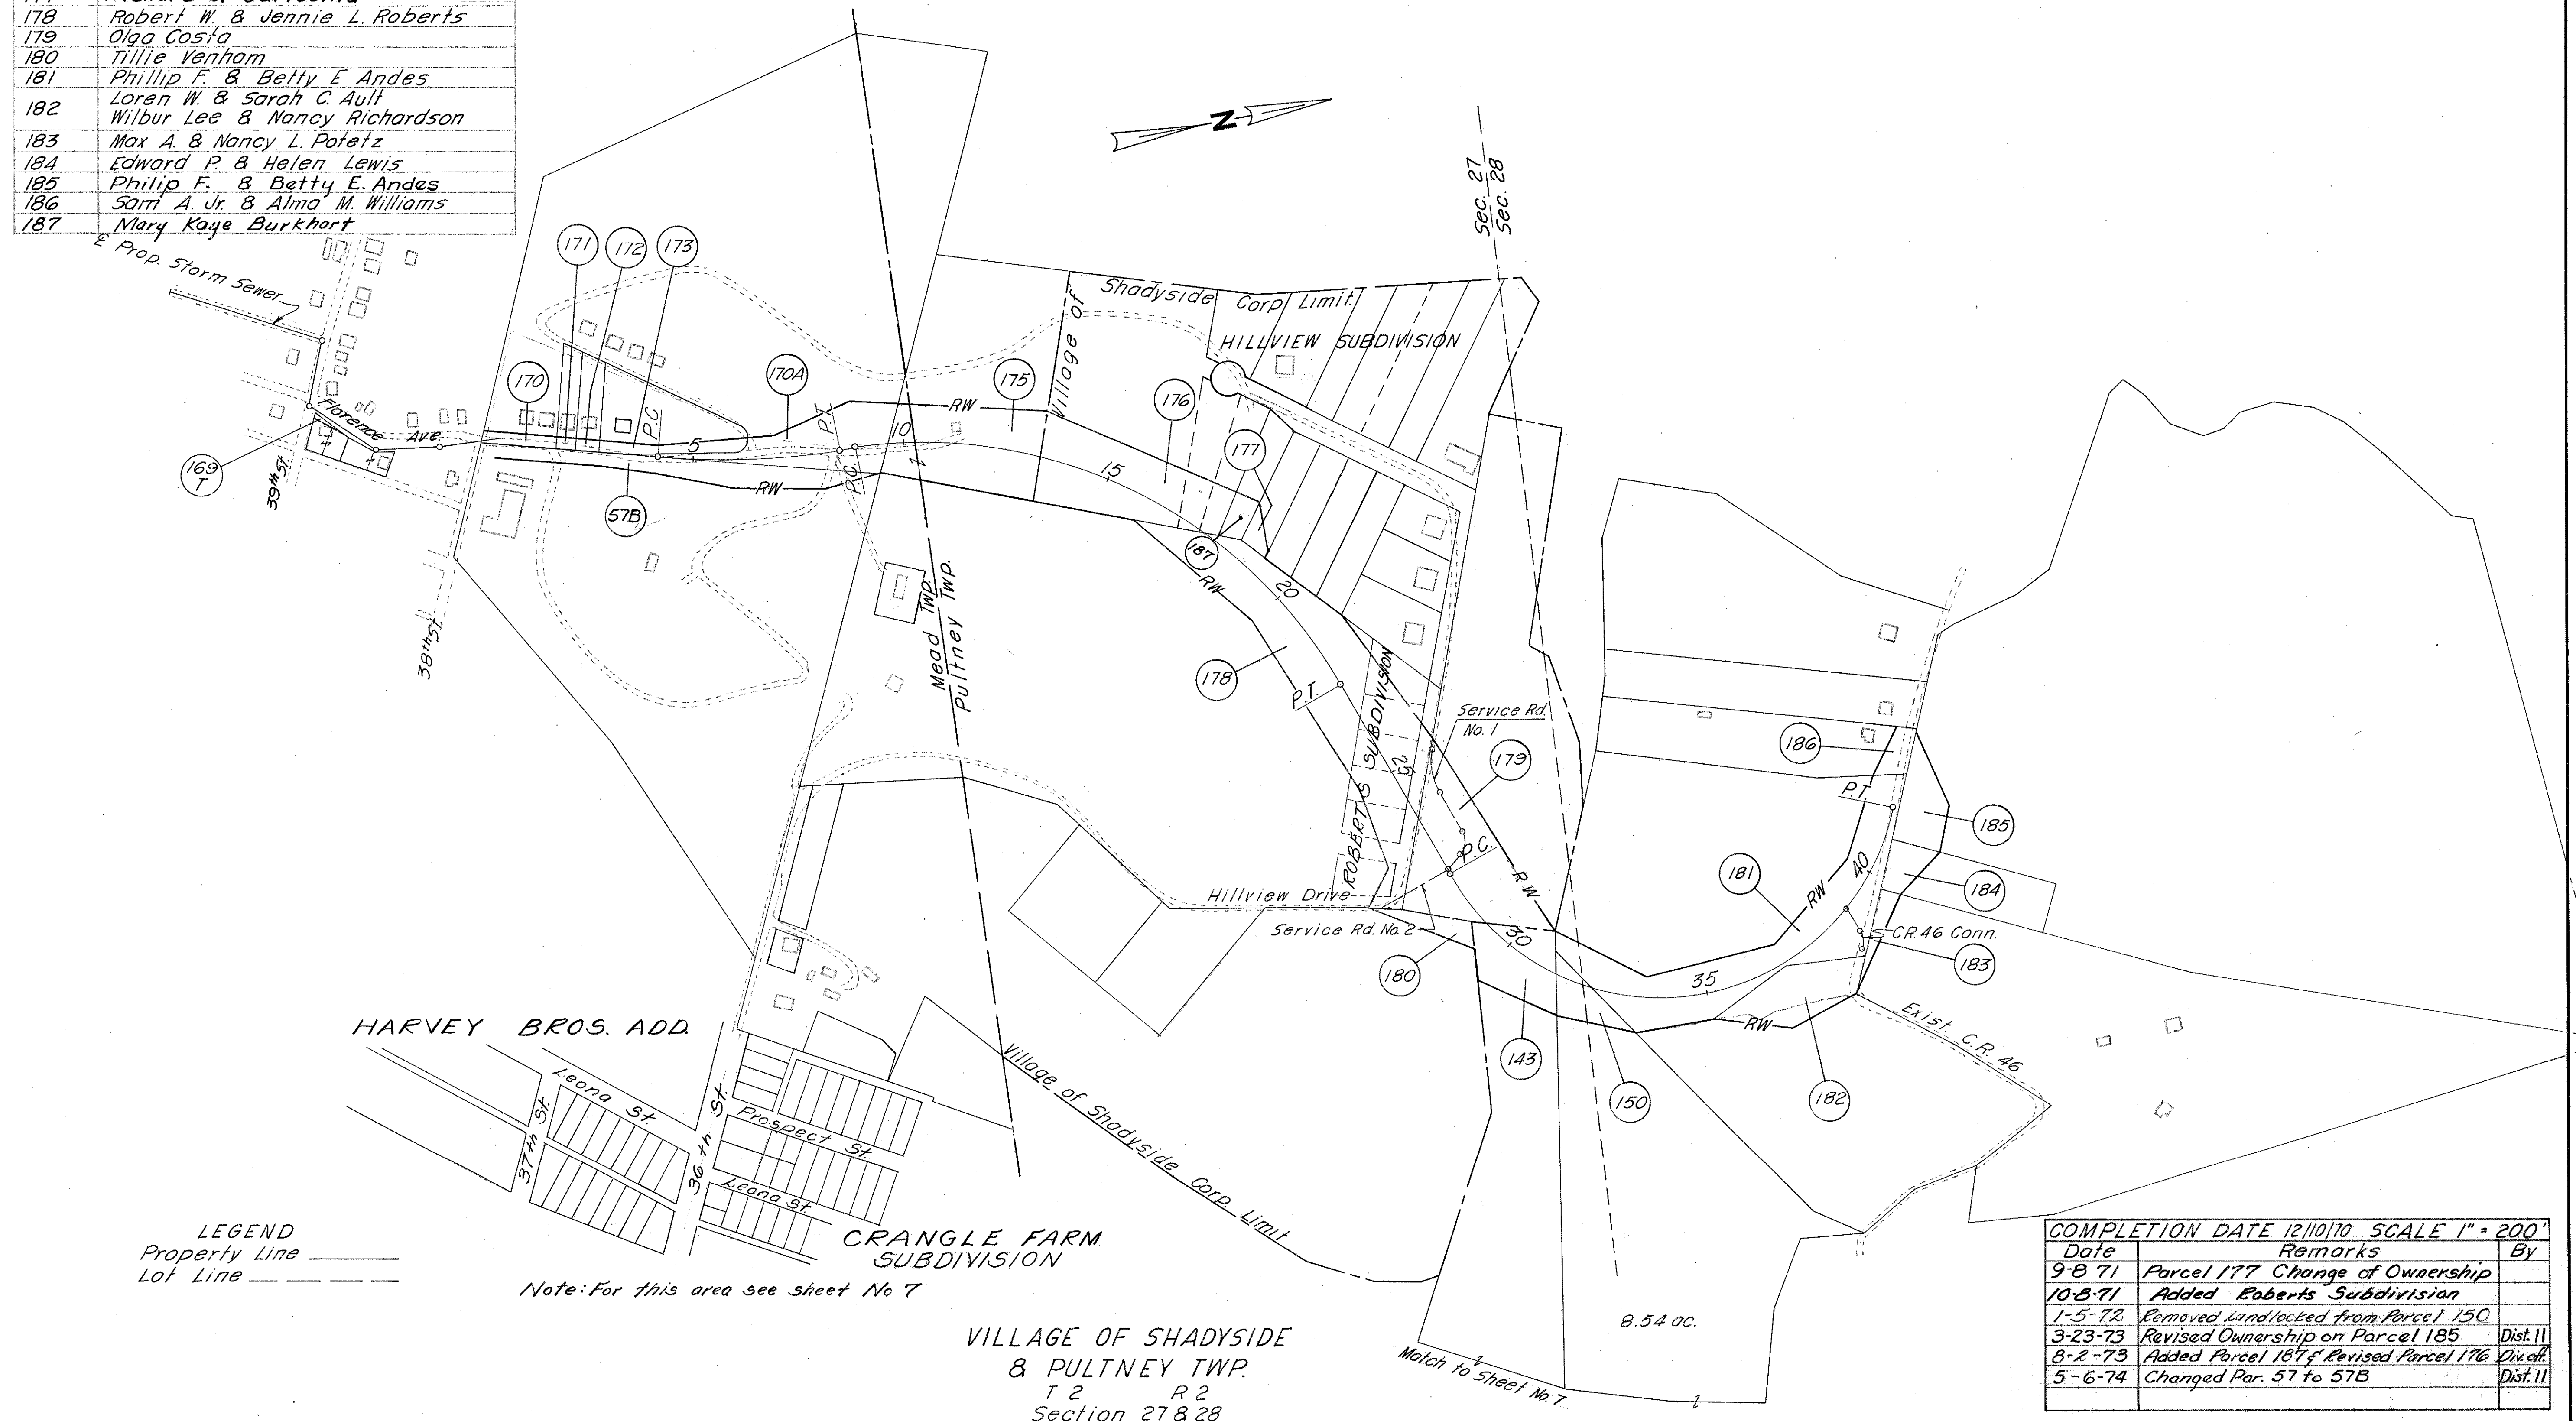 178 Robert W. & Jennie L. Roberts
179 Olga Costa
180 Tillie Venham
181 Phillip F. & Betty E Andes
182 Loren W. & Sarah C. Ault
Wilbur Lee & Nancy Richardson
183 Max A. & Nancy L. Potetz
184 Edward P. & Helen Lewis
185 Philip F. & Betty E. Andes
186 Sam A. Jr. & Alma M. Williams
187 Mary Kaye Burkhart
℄ Prop. Storm Sewer
N
Sec. 27
Sec. 28
171
172
173
170
170A
175
176
177
Village of
Shadyside Corp Limit
HILLVIEW SUBDIVISION
Florence Ave.
169
T
39th St.
38th St.
P.C.
5
P.T.
P.C.
10
15
RW
RW
57B
187
RW
20
178
P.T.
Mead Twp.
Pultney Twp.
ROBERTS SUBDIVISION
25
Service Rd.
No. 1
179
P.C.
RW
Hillview Drive
Service Rd. No. 2
30
180
143
150
35
181
RW
40
186
P.T.
185
184
C.R. 46 Conn.
183
RW
182
Exist. C.R. 46
HARVEY BROS. ADD.
Leona St.
37th St.
36th St.
Prospect St.
Leona St.
CRANGLE FARM
SUBDIVISION
Village of Shadyside Corp. Limit
LEGEND
Property Line
Lot Line
Note: For this area see sheet No 7
VILLAGE OF SHADYSIDE
& PULTNEY TWP.
T 2 R 2
Section 27 & 28
8.54 ac.
Match to Sheet No. 7
COMPLETION DATE 12/10/70 SCALE 1" = 200'
Date Remarks By
9-8 71 Parcel 177 Change of Ownership
10-8-71 Added Roberts Subdivision
1-5-72 Removed Landlocked from Parcel 150
3-23-73 Revised Ownership on Parcel 185 Dist. 11
8-2-73 Added Parcel 187 & Revised Parcel 176 Div. off.
5-6-74 Changed Par. 57 to 57B Dist. 11